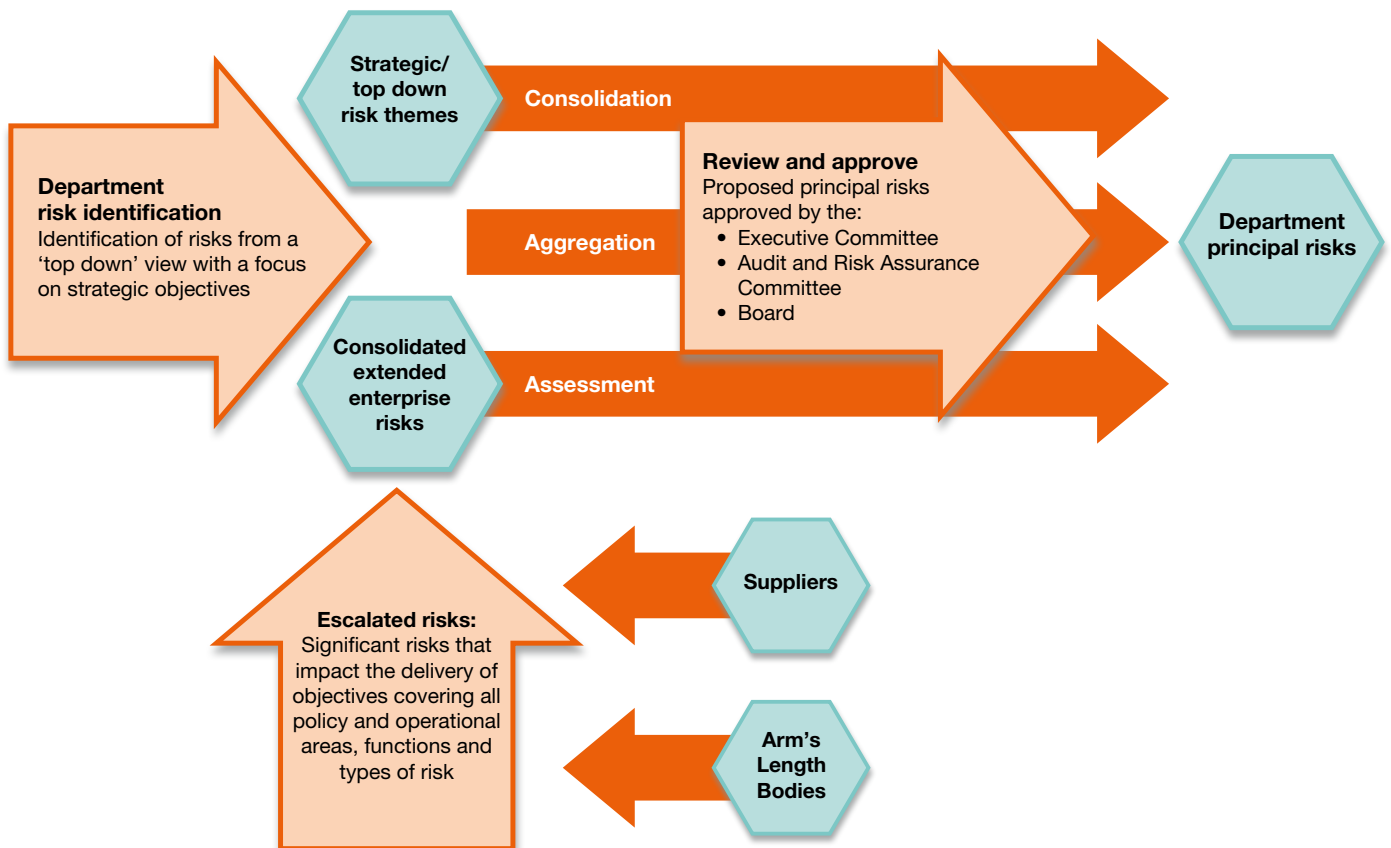 Strategic/
top down
risk themes
Consolidation
Department
risk identification
Identification of risks from a
‘top down’ view with a focus
on strategic objectives
Review and approve
Proposed principal risks
approved by the:
• Executive Committee
• Audit and Risk Assurance
Committee
• Board
Aggregation
Department
principal risks
Consolidated
extended
enterprise
risks
Assessment
Suppliers
Escalated risks:
Significant risks that
impact the delivery of
objectives covering all
policy and operational
areas, functions and
types of risk
Arm’s
Length
Bodies